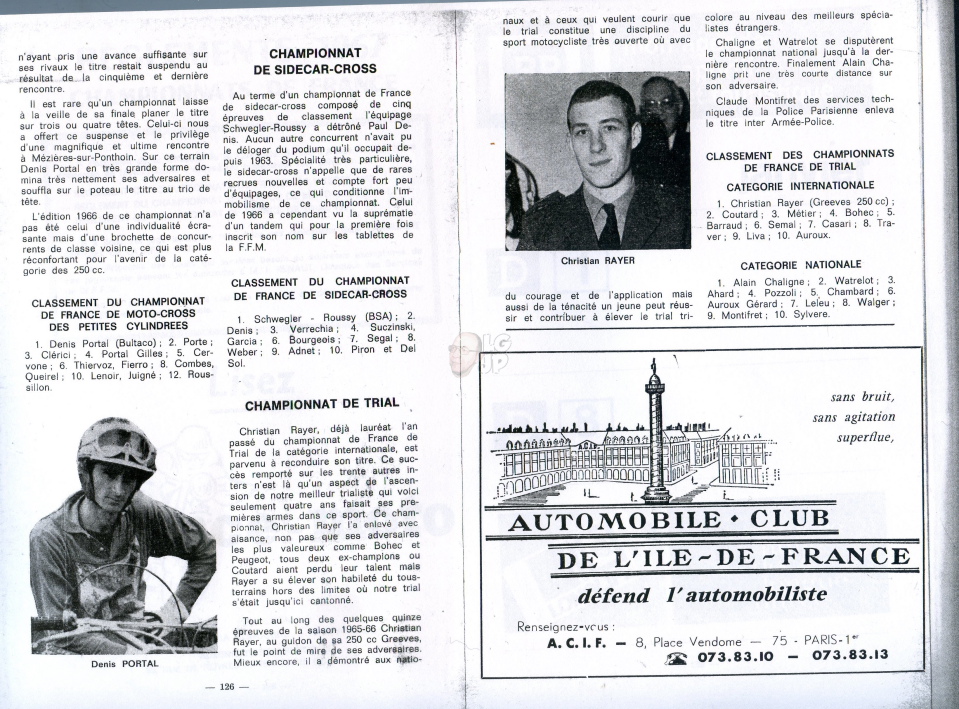 n'ayant pris une avance suffisante sur
ses rivaux le titre restait suspendu au
résultat de la cinquième et dernière
rencontre.
Il est rare qu'un championnat laisse
à la veille de sa finale planer le titre
sur trois ou quatre têtes. Celui-ci nous
a offert ce suspense et le privilège
d'une magnifique et ultime rencontre
à Mézières-sur-Ponthoin. Sur ce terrain
Denis Portal en très grande forme do-
mina très nettement ses adversaires et
souffla sur le poteau le titre au trio de
tête.
L'édition 1966 de ce championnat n'a
pas été celui d'une individualité écra-
sante mais d'une brochette de concur-
rents de classe voisine, ce qui est plus
réconfortant pour l'avenir de la caté-
gorie des 250 cc.
CLASSEMENT DU CHAMPIONNAT
DE FRANCE DE MOTO-CROSS
DES PETITES CYLINDREES
1. Denis Portal (Bultaco) ; 2. Porte ;
3. Clérici ; 4. Portal Gilles ; 5. Cer-
vone ; 6. Thiervoz, Fierro ; 8. Combes,
Queirel ; 10. Lenoir, Juigné ; 12. Rous-
sillon.
Denis PORTAL
CHAMPIONNAT
DE SIDECAR-CROSS
Au terme d'un championnat de France
de sidecar-cross composé de cinq
épreuves de classement l'équipage
Schwegler-Roussy a détrôné Paul De-
nis. Aucun autre concurrent n'avait pu
le déloger du podium qu'il occupait de-
puis 1963. Spécialité très particulière,
le sidecar-cross n'appelle que de rares
recrues nouvelles et compte fort peu
d'équipages, ce qui conditionne l'im-
mobilisme de ce championnat. Celui
de 1966 a cependant vu la suprématie
d'un tandem qui pour la première fois
inscrit son nom sur les tablettes de
la F.F.M.
CLASSEMENT DU CHAMPIONNAT
DE FRANCE DE SIDECAR-CROSS
1. Schwegler - Roussy (BSA) ; 2.
Denis ; 3. Verrechia ; 4. Suczinski,
Garcia ; 6. Bourgeois ; 7. Segal ; 8.
Weber ; 9. Adnet ; 10. Piron et Del
Sol.
CHAMPIONNAT DE TRIAL
Christian Rayer, déjà lauréat l'an
passé du championnat de France de
Trial de la catégorie internationale, est
parvenu à reconduire son titre. Ce suc-
cès remporté sur les trente autres in-
ters n'est là qu'un aspect de l'ascen-
sion de notre meilleur trialiste qui voici
seulement quatre ans faisait ses pre-
mières armes dans ce sport. Ce cham-
pionnat, Christian Rayer l'a enlevé avec
aisance, non pas que ses adversaires
les plus valeureux comme Bohec et
Peugeot, tous deux ex-champions ou
Coutard aient perdu leur talent mais
Rayer a su élever son habileté du tous-
terrains hors des limites où notre trial
s'était jusqu'ici cantonné.
Tout au long des quelques quinze
épreuves de la saison 1965-66 Christian
Rayer, au guidon de sa 250 cc Greeves,
fut le point de mire de ses adversaires.
Mieux encore, il a démontré aux natio-
— 126 —
naux et à ceux qui veulent courir que
le trial constitue une discipline du
sport motocycliste très ouverte où avec
Christian RAYER
du courage et de l'application mais
aussi de la ténacité un jeune peut réus-
sir et contribuer à élever le trial tri-
colore au niveau des meilleurs spécia-
listes étrangers.
Chaligne et Watrelot se disputèrent
le championnat national jusqu'à la der-
nière rencontre. Finalement Alain Cha-
ligne prit une très courte distance sur
son adversaire.
Claude Montifret des services tech-
niques de la Police Parisienne enleva
le titre inter Armée-Police.
CLASSEMENT DES CHAMPIONNATS
DE FRANCE DE TRIAL
CATEGORIE INTERNATIONALE
1. Christian Rayer (Greeves 250 cc) ;
2. Coutard ; 3. Métier ; 4. Bohec ; 5.
Barraud ; 6. Semal ; 7. Casari ; 8. Tra-
ver ; 9. Liva ; 10. Auroux.
CATEGORIE NATIONALE
1. Alain Chaligne ; 2. Watrelot ; 3.
Ahard ; 4. Pozzoli ; 5. Chambard ; 6.
Auroux Gérard ; 7. Leleu ; 8. Walger ;
9. Montifret ; 10. Sylvere.
sans bruit,
sans agitation
superflue,
AUTOMOBILE • CLUB
DE L'ILE-DE-FRANCE
défend l'automobiliste
Renseignez-vous :
A.C.I.F. — 8, Place Vendome — 75 - PARIS-1er
☎ 073.83.10 — 073.83.13
LG UP